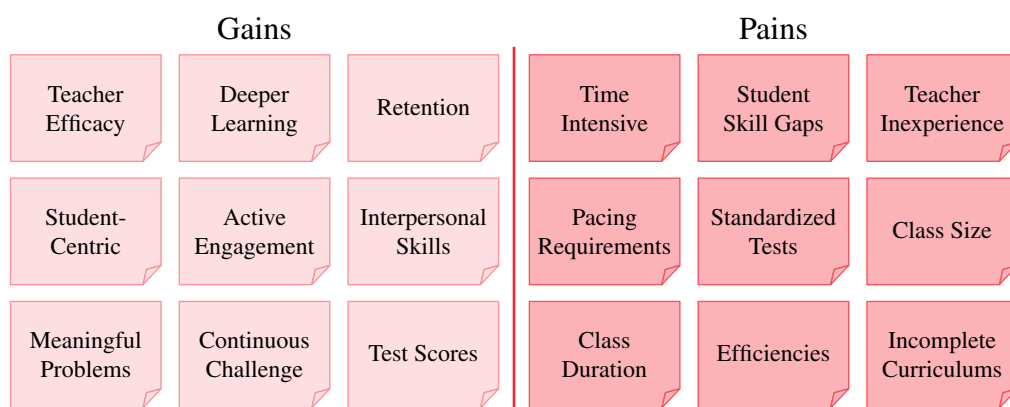 Gains
Pains
Teacher
Efficacy
Deeper
Learning
Retention
Time
Intensive
Student
Skill Gaps
Teacher
Inexperience
Student-
Centric
Active
Engagement
Interpersonal
Skills
Pacing
Requirements
Standardized
Tests
Class Size
Meaningful
Problems
Continuous
Challenge
Test Scores
Class
Duration
Efficiencies
Incomplete
Curriculums